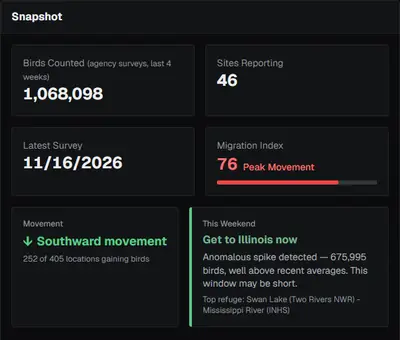 Snapshot
Birds Counted (agency surveys, last 4
weeks)
1,068,098
Sites Reporting
46
Latest Survey
11/16/2026
Migration Index
76 Peak Movement
Movement
↓ Southward movement
252 of 405 locations gaining birds
This Weekend
Get to Illinois now
Anomalous spike detected — 675,995
birds, well above recent averages. This
window may be short.
Top refuge: Swan Lake (Two Rivers NWR) -
Mississippi River (INHS)